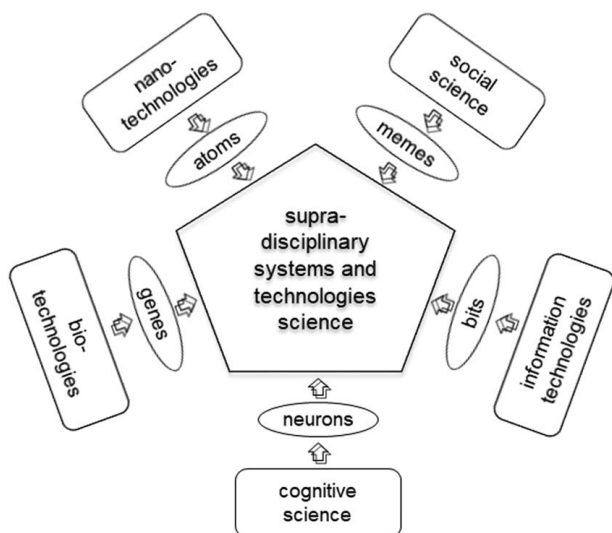 nano-
technologies
atoms
social
science
memes
supra-
disciplinary
systems and
technologies
science
bio-
technologies
genes
bits
information
technologies
neurons
cognitive
science